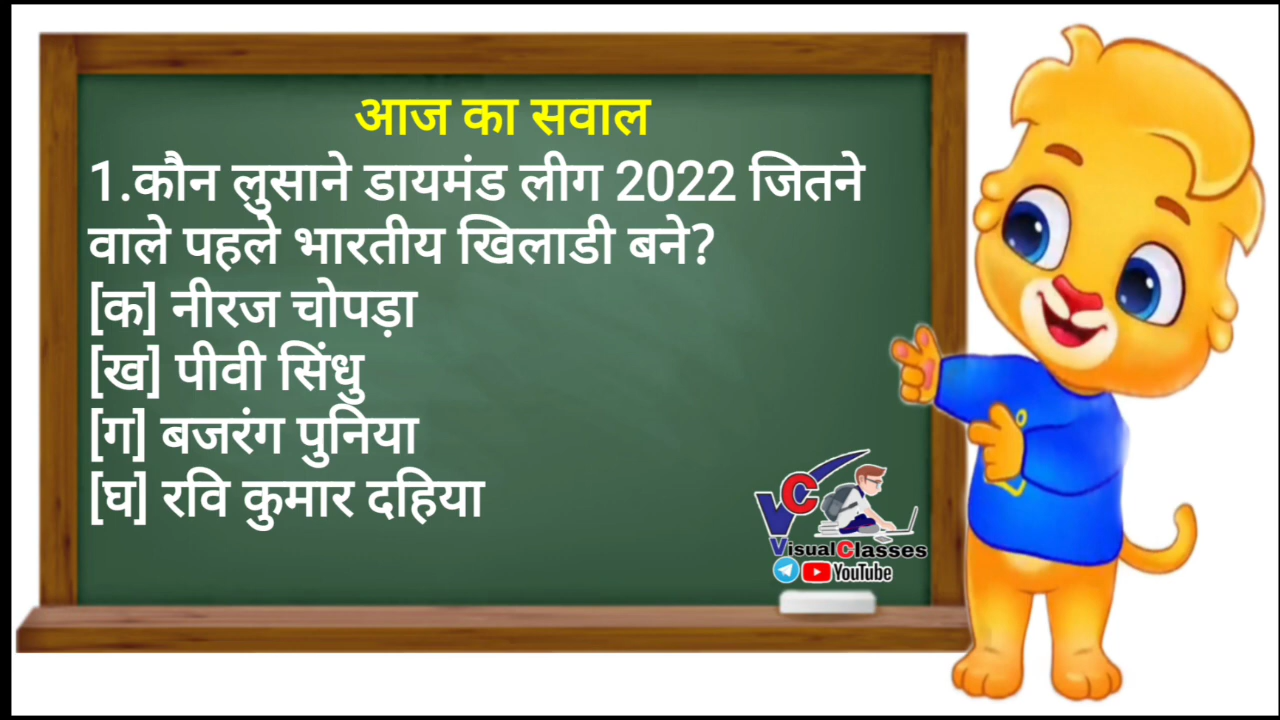 आज का सवाल
1.कौन लुसाने डायमंड लीग 2022 जितने
वाले पहले भारतीय खिलाडी बने?
[क] नीरज चोपड़ा
[ख] पीवी सिंधु
[ग] बजरंग पुनिया
[घ] रवि कुमार दहिया
VC
VisualClasses
YouTube